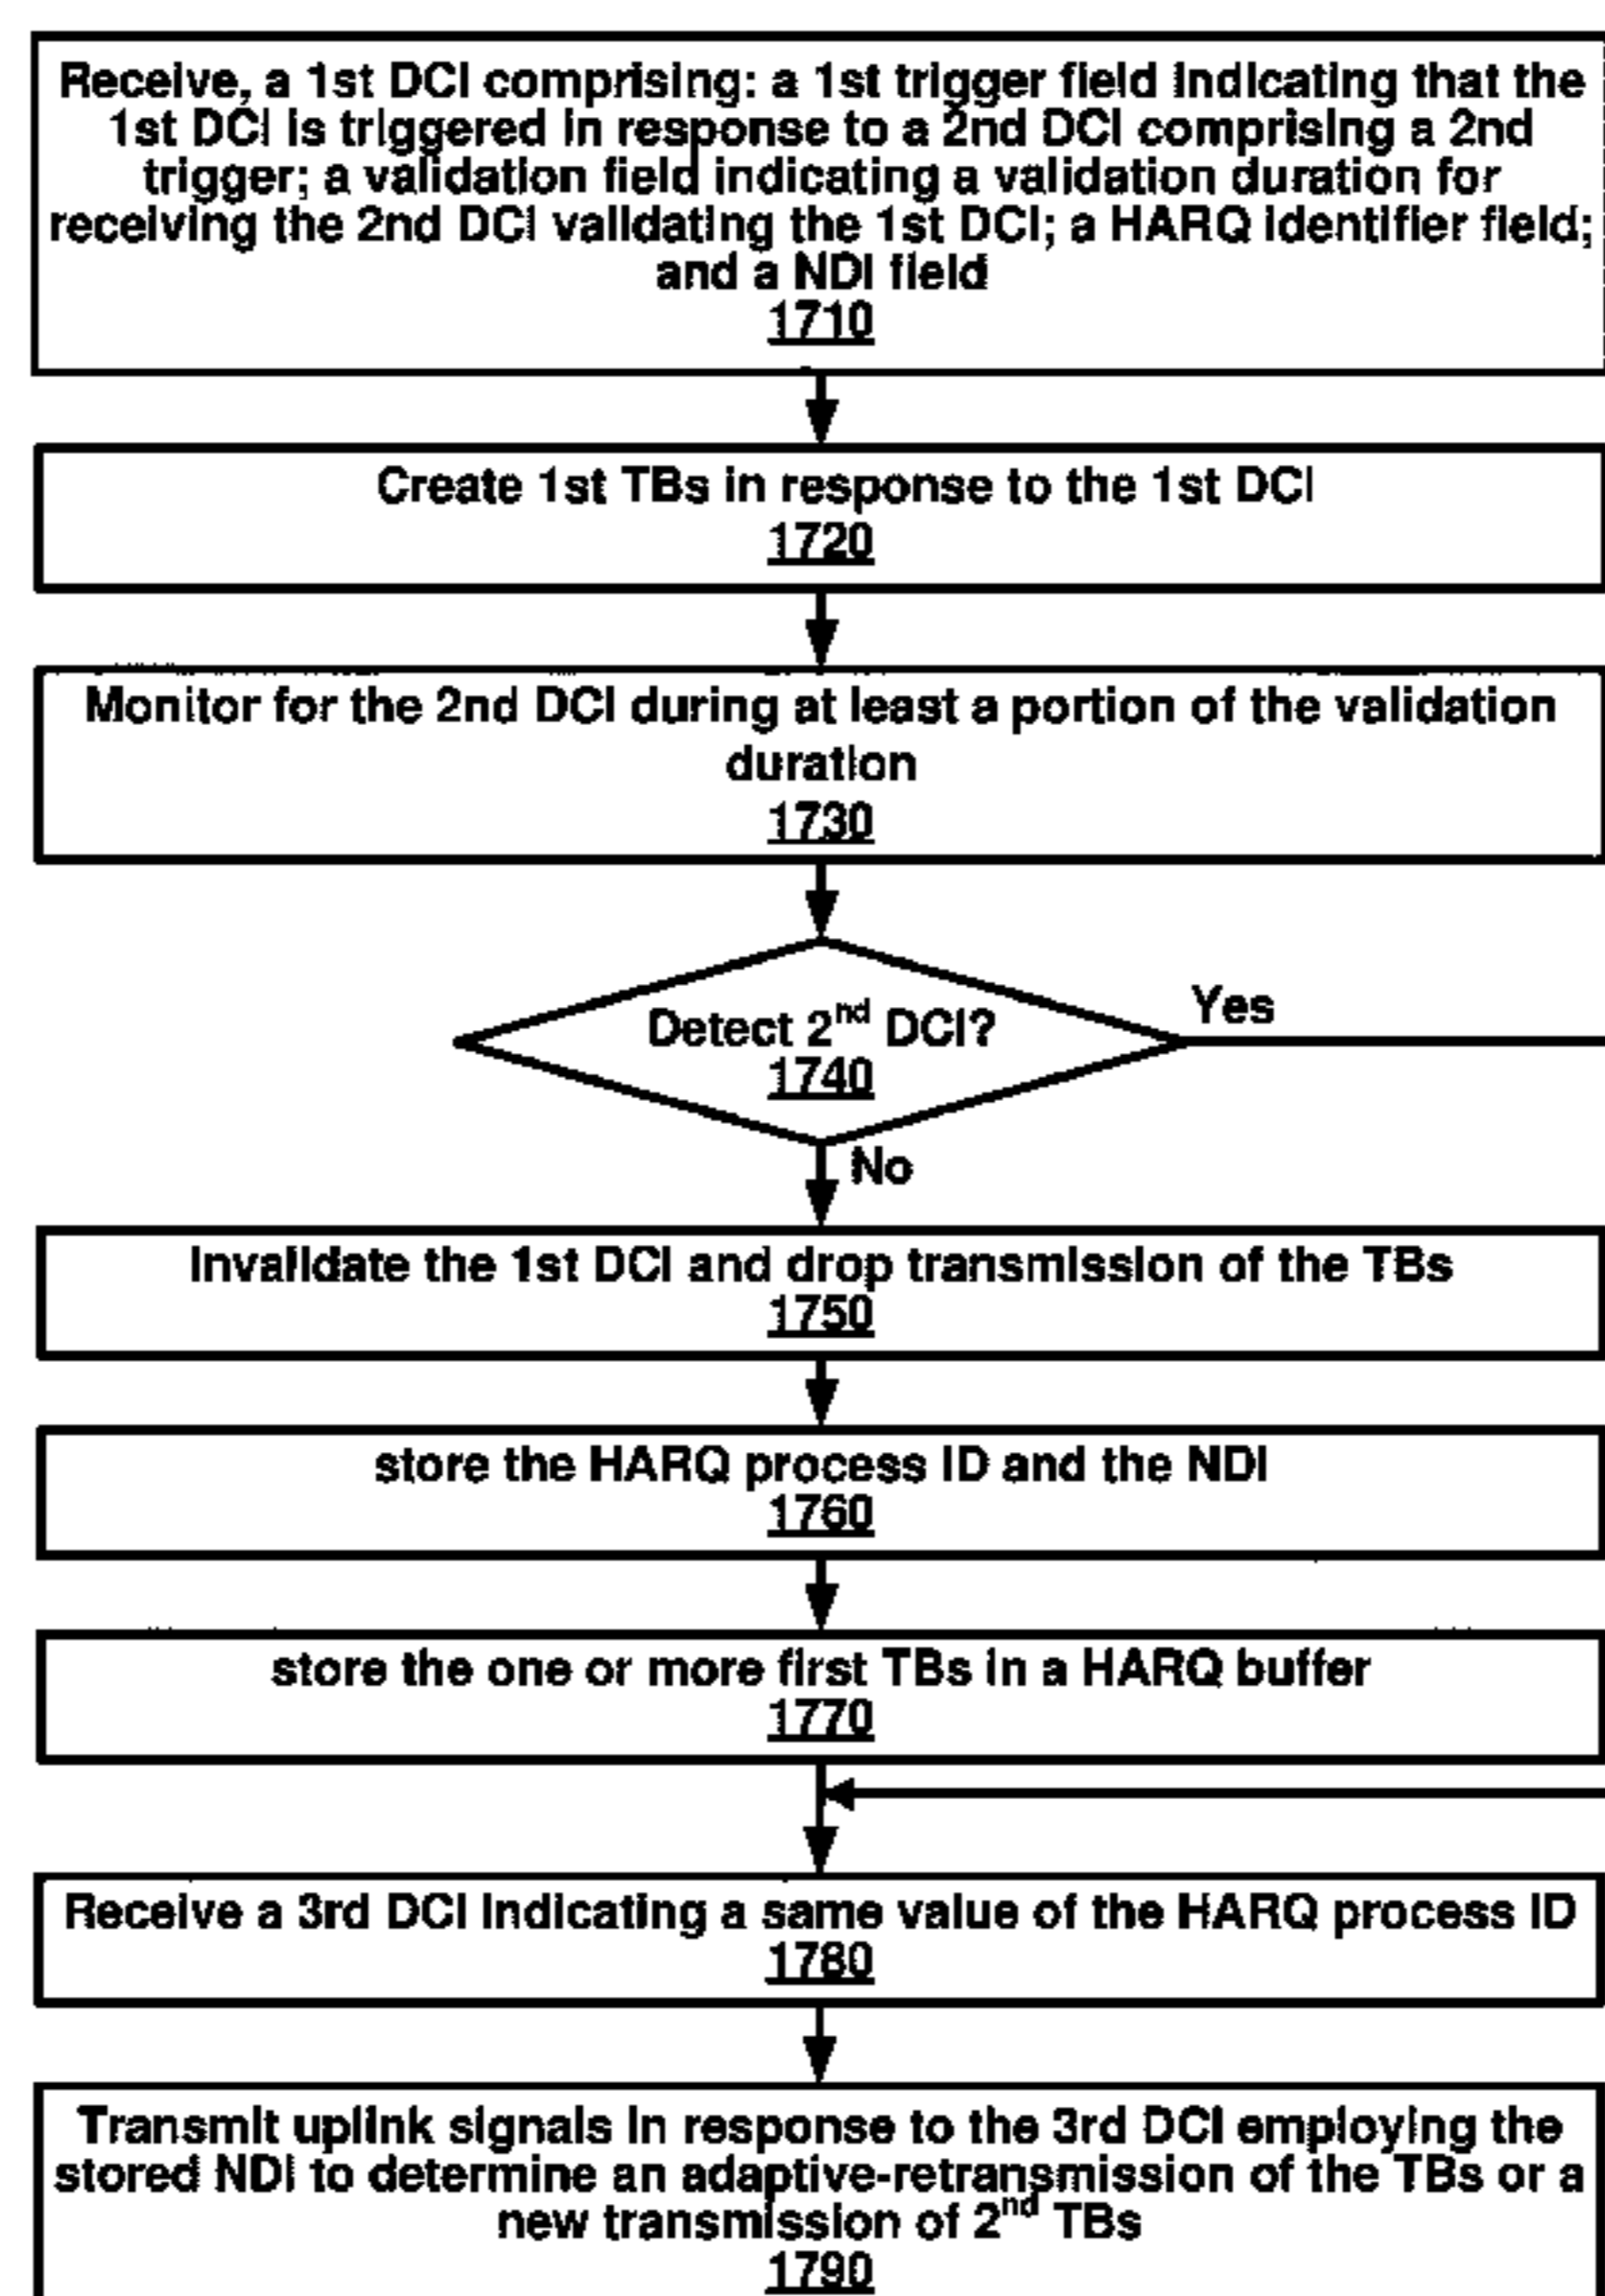 Receive, a 1st DCI comprising: a 1st trigger field indicating that the
1st DCI is triggered in response to a 2nd DCI comprising a 2nd
trigger; a validation field indicating a validation duration for
receiving the 2nd DCI validating the 1st DCI; a HARQ identifier field;
and a NDI field
1710
Create 1st TBs in response to the 1st DCI
1720
Monitor for the 2nd DCI during at least a portion of the validation
duration
1730
Detect 2nd DCI?
1740
Yes
No
Invalidate the 1st DCI and drop transmission of the TBs
1750
store the HARQ process ID and the NDI
1760
store the one or more first TBs in a HARQ buffer
1770
Receive a 3rd DCI indicating a same value of the HARQ process ID
1780
Transmit uplink signals in response to the 3rd DCI employing the
stored NDI to determine an adaptive-retransmission of the TBs or a
new transmission of 2nd TBs
1790